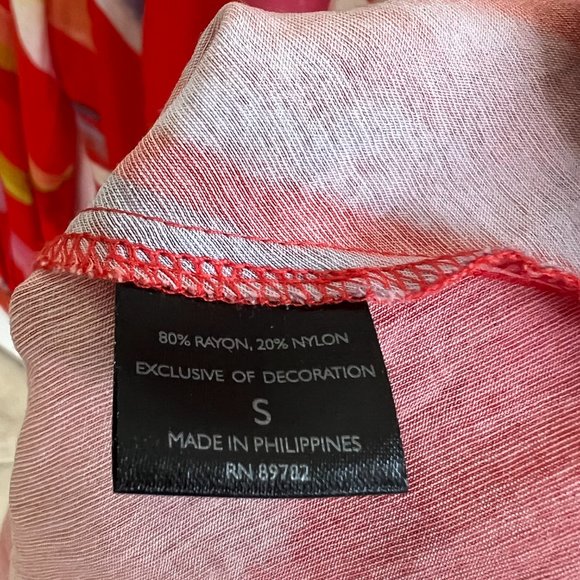 80% RAYON, 20% NYLON
EXCLUSIVE OF DECORATION
S
MADE IN PHILIPPINES
RN 89782